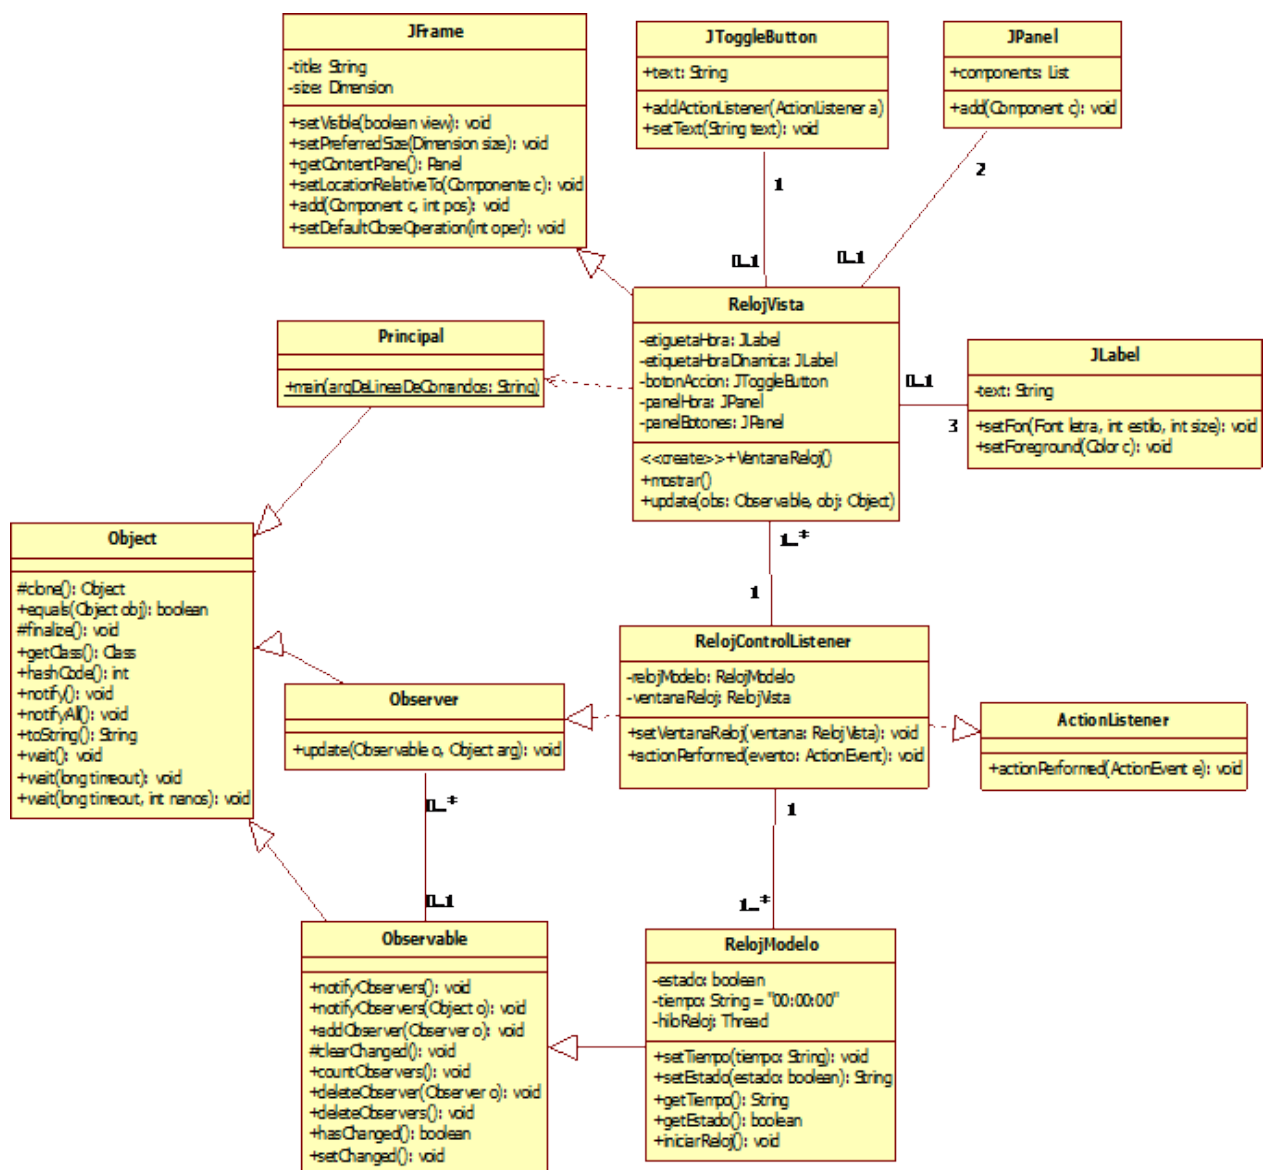 JFrame
-title: String
-size: Dimension
+setVisible(boolean view): void
+setPreferredSize(Dimension size): void
+getContentPane(): Panel
+setLocationRelativeTo(Componente c): void
+add(Component c, int pos): void
+setDefaultCloseOperation(int oper): void
JToggleButton
+text: String
+addActionListener(ActionListener a)
+setText(String text): void
JPanel
+components: List
+add(Component c): void
1
2
0..1
0..1
RelojVista
-etiquetaHora: JLabel
-etiquetaHoraDinamica: JLabel
-botonAccion: JToggleButton
-panelHora: JPanel
-panelBotones: JPanel
<<create>>+VentanaReloj()
+mostrar()
+update(obs: Observable, obj: Object)
Principal
+main(argDeLineaDeComandos: String)
0..1
3
JLabel
-text: String
+setFon(Font letra, int estilo, int size): void
+setForeground(Color c): void
1..*
1
Object
#clone(): Object
+equals(Object obj): boolean
#finalize(): void
+getClass(): Class
+hashCode(): int
+notify(): void
+notifyAll(): void
+toString(): String
+wait(): void
+wait(long timeout): void
+wait(long timeout, int nanos): void
Observer
+update(Observable o, Object arg): void
RelojControlListener
-relojModelo: RelojModelo
-ventanaReloj: RelojVista
+setVentanaReloj(ventana: RelojVista): void
+actionPerformed(evento: ActionEvent): void
ActionListener
+actionPerformed(ActionEvent e): void
0..*
0..1
1
1..*
Observable
+notifyObservers(): void
+notifyObservers(Object o): void
+addObserver(Observer o): void
#clearChanged(): void
+countObservers(): void
+deleteObserver(Observer o): void
+deleteObservers(): void
+hasChanged(): boolean
+setChanged(): void
RelojModelo
-estado: boolean
-tiempo: String = "00:00:00"
-hiloReloj: Thread
+setTiempo(tiempo: String): void
+setEstado(estado: boolean): String
+getTiempo(): String
+getEstado(): boolean
+iniciarReloj(): void